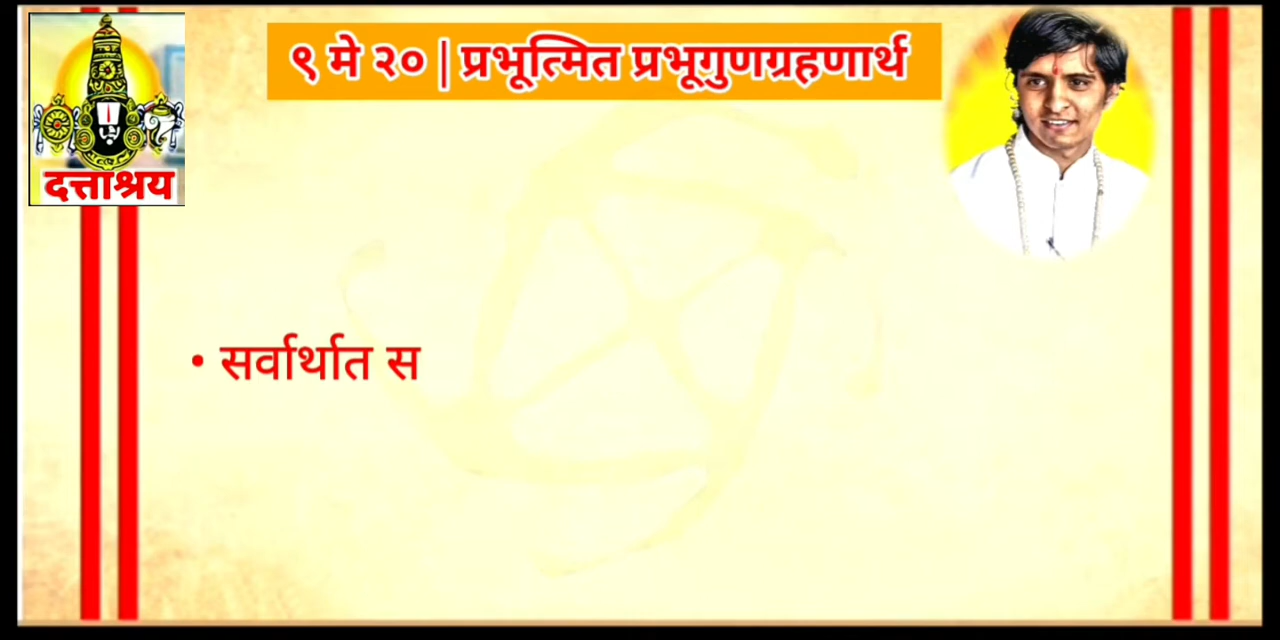 ९ मे २० | प्रभूत्मित प्रभूगुणग्रहणार्थ
दत्ताश्रय
• सर्वार्थात स